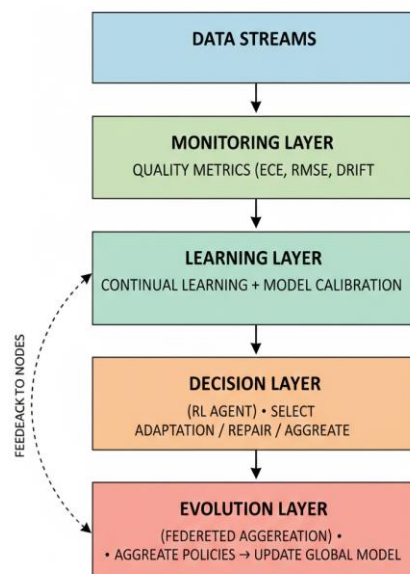 DATA STREAMS
MONITORING LAYER
QUALITY METRICS (ECE, RMSE, DRIFT
LEARNING LAYER
CONTINUAL LEARNING + MODEL CALIBRATION
DECISION LAYER
(RL AGENT) • SELECT
ADAPTATION / REPAIR / AGGREATE
EVOLUTION LAYER
(FEDERETED AGGEREATION) •
• AGGREATE POLICIES → UPDATE GLOBAL MODEL
FEEDEACK TO NODES